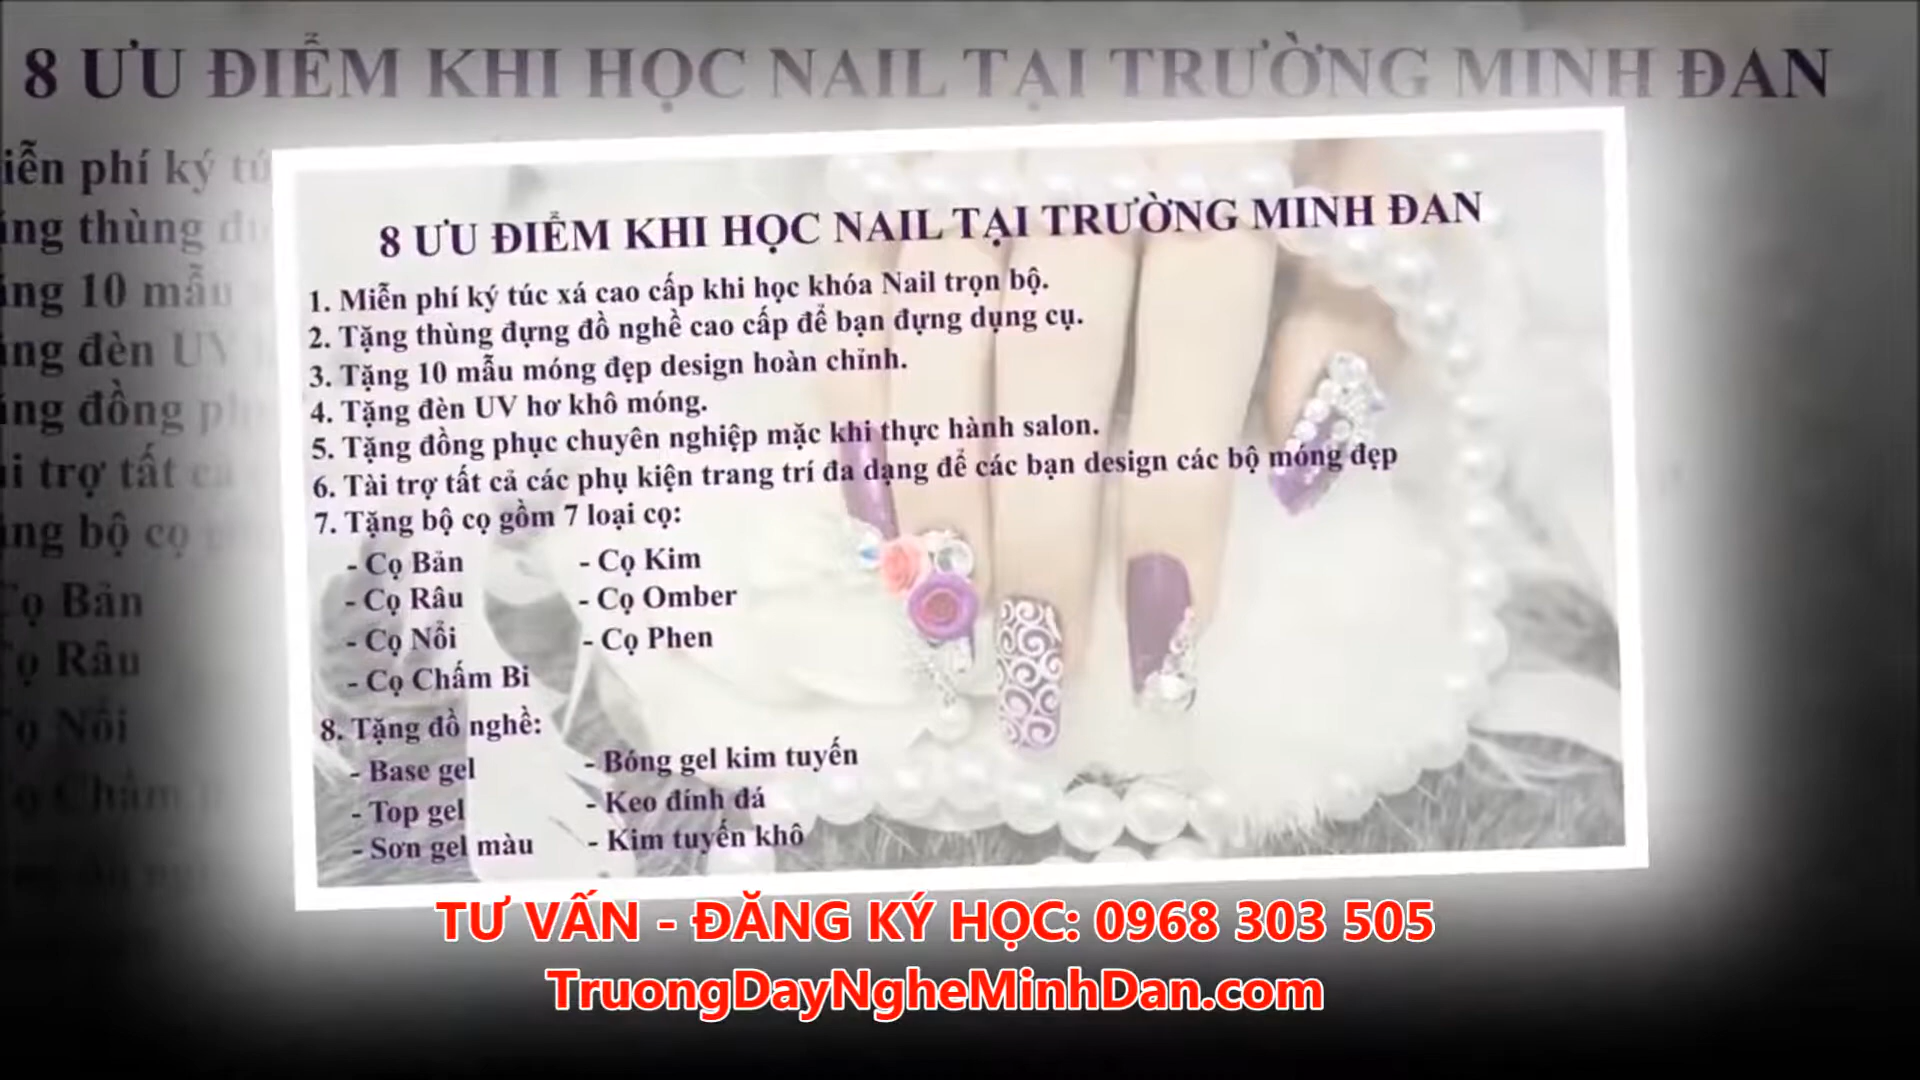 8 ƯU ĐIỂM KHI HỌC NAIL TẠI TRƯỜNG MINH ĐAN
8 ƯU ĐIỂM KHI HỌC NAIL TẠI TRƯỜNG MINH ĐAN
1. Miễn phí ký túc xá cao cấp khi học khóa Nail trọn bộ.
2. Tặng thùng đựng đồ nghề cao cấp để bạn đựng dụng cụ.
3. Tặng 10 mẫu móng đẹp design hoàn chỉnh.
4. Tặng đèn UV hơ khô móng.
5. Tặng đồng phục chuyên nghiệp mặc khi thực hành salon.
6. Tài trợ tất cả các phụ kiện trang trí đa dạng để các bạn design các bộ móng đẹp
7. Tặng bộ cọ gồm 7 loại cọ:
- Cọ Bản - Cọ Kim
- Cọ Râu - Cọ Omber
- Cọ Nổi - Cọ Phen
- Cọ Chấm Bi
8. Tặng đồ nghề:
- Base gel - Bóng gel kim tuyến
- Top gel - Keo đính đá
- Sơn gel màu - Kim tuyến khô
TƯ VẤN - ĐĂNG KÝ HỌC: 0968 303 505
TruongDayNgheMinhDan.com